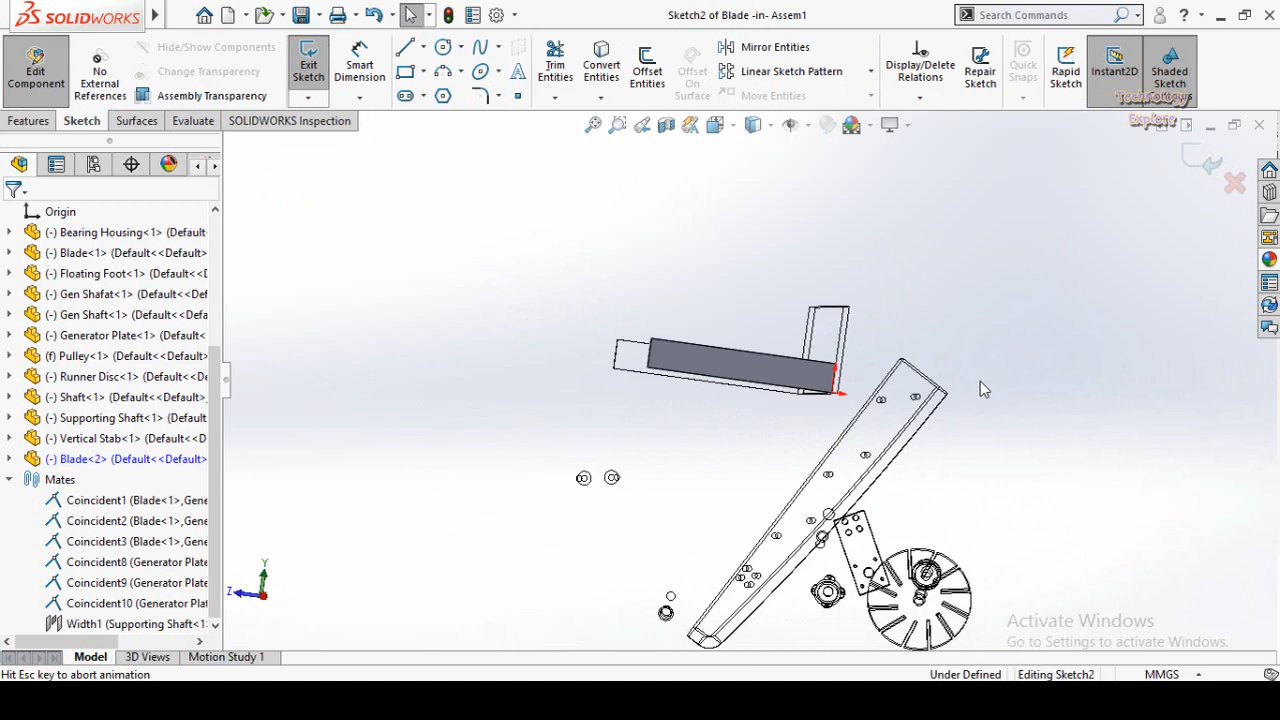 SOLIDWORKS
Sketch2 of Blade -in- Assem1
Search Commands
?
Edit Component
No External References
Hide/Show Components
Change Transparency
Assembly Transparency
Exit Sketch
Smart Dimension
Trim Entities
Convert Entities
Offset Entities
Offset On Surface
Mirror Entities
Linear Sketch Pattern
Move Entities
Display/Delete Relations
Repair Sketch
Quick Snaps
Rapid Sketch
Instant2D
Shaded Sketch
Technology
Explore
Features
Sketch
Surfaces
Evaluate
SOLIDWORKS Inspection
Origin
(-) Bearing Housing<1> (Default
(-) Blade<1> (Default<<Default>
(-) Floating Foot<1> (Default<<D
(-) Gen Shafat<1> (Default<<Def
(-) Gen Shaft<1> (Default<<Defa
(-) Generator Plate<1> (Default<
(f) Pulley<1> (Default<<Default>
(-) Runner Disc<1> (Default<<De
(-) Shaft<1> (Default<<Default>
(-) Supporting Shaft<1> (Default
(-) Vertical Stab<1> (Default<<D
(-) Blade<2> (Default<<Default>
Mates
Coincident1 (Blade<1>,Gene
Coincident2 (Blade<1>,Gene
Coincident3 (Blade<1>,Gene
Coincident8 (Generator Plate
Coincident9 (Generator Plate
Coincident10 (Generator Plat
Width1 (Supporting Shaft<1
Y
Z
Activate Windows
Go to Settings to activate Windows.
Model
3D Views
Motion Study 1
Hit Esc key to abort animation
Under Defined
Editing Sketch2
MMGS